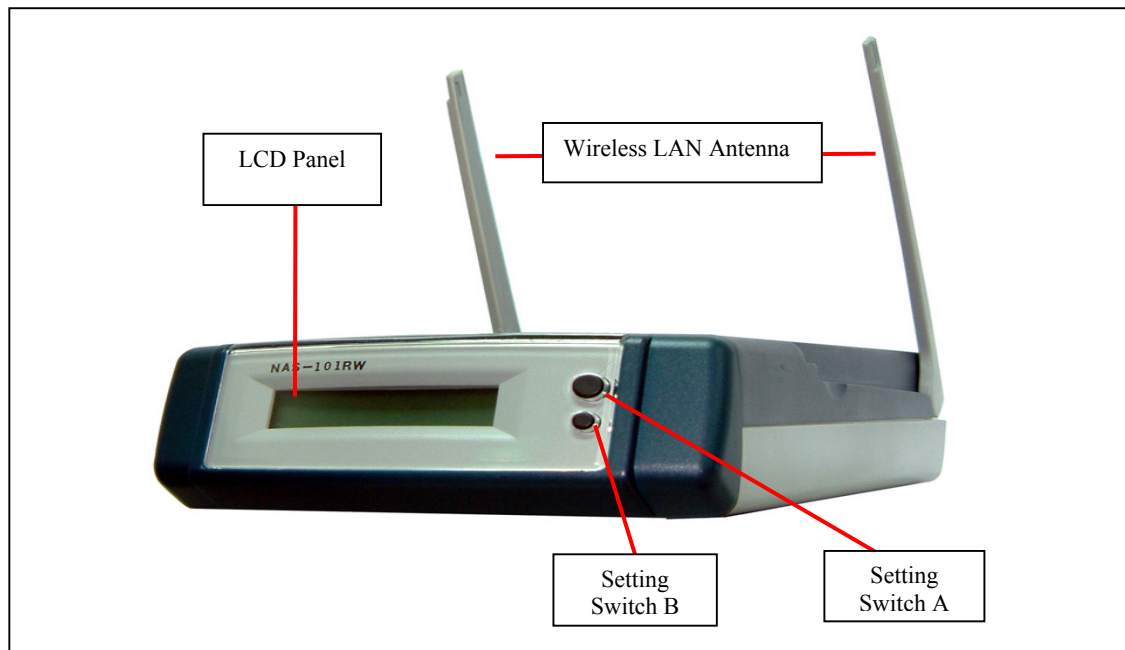 Wireless LAN Antenna
LCD Panel
NAS-101RW
Setting
Switch B
Setting
Switch A